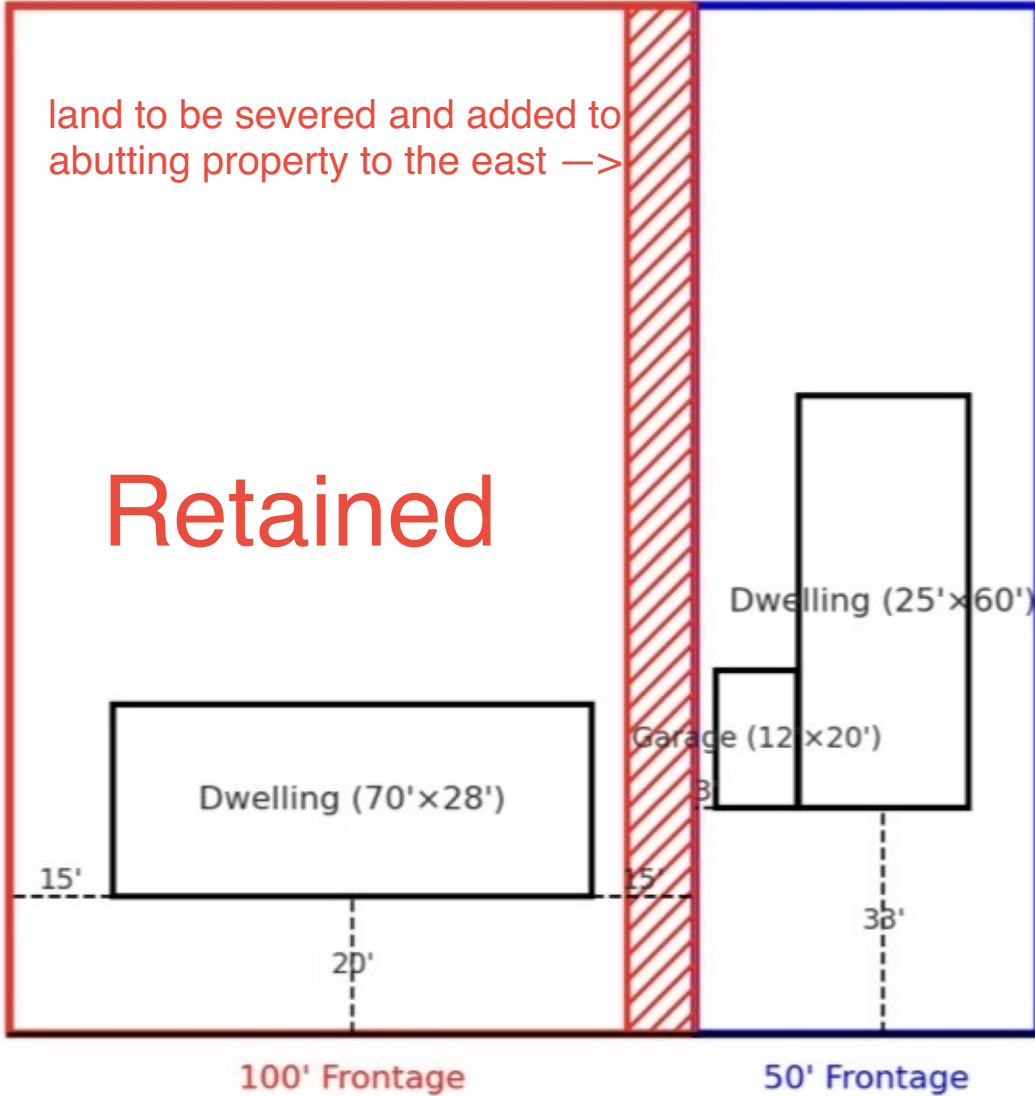 land to be severed and added to
abutting property to the east —>
Retained
Dwelling (25'×60')
Garage (12'×20')
3'
Dwelling (70'×28')
15'
15'
33'
20'
100' Frontage
50' Frontage